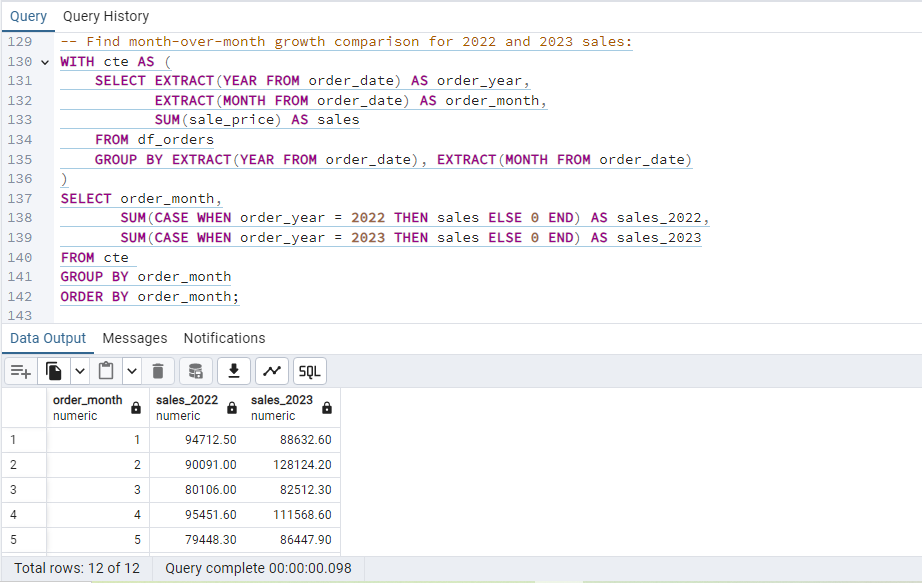 Query Query History
129 -- Find month-over-month growth comparison for 2022 and 2023 sales:
130 WITH cte AS (
131 SELECT EXTRACT(YEAR FROM order_date) AS order_year,
132 EXTRACT(MONTH FROM order_date) AS order_month,
133 SUM(sale_price) AS sales
134 FROM df_orders
135 GROUP BY EXTRACT(YEAR FROM order_date), EXTRACT(MONTH FROM order_date)
136 )
137 SELECT order_month,
138 SUM(CASE WHEN order_year = 2022 THEN sales ELSE 0 END) AS sales_2022,
139 SUM(CASE WHEN order_year = 2023 THEN sales ELSE 0 END) AS sales_2023
140 FROM cte
141 GROUP BY order_month
142 ORDER BY order_month;
143
Data Output Messages Notifications
SQL
order_month sales_2022 sales_2023
numeric numeric numeric
1 1 94712.50 88632.60
2 2 90091.00 128124.20
3 3 80106.00 82512.30
4 4 95451.60 111568.60
5 5 79448.30 86447.90
Total rows: 12 of 12 Query complete 00:00:00.098